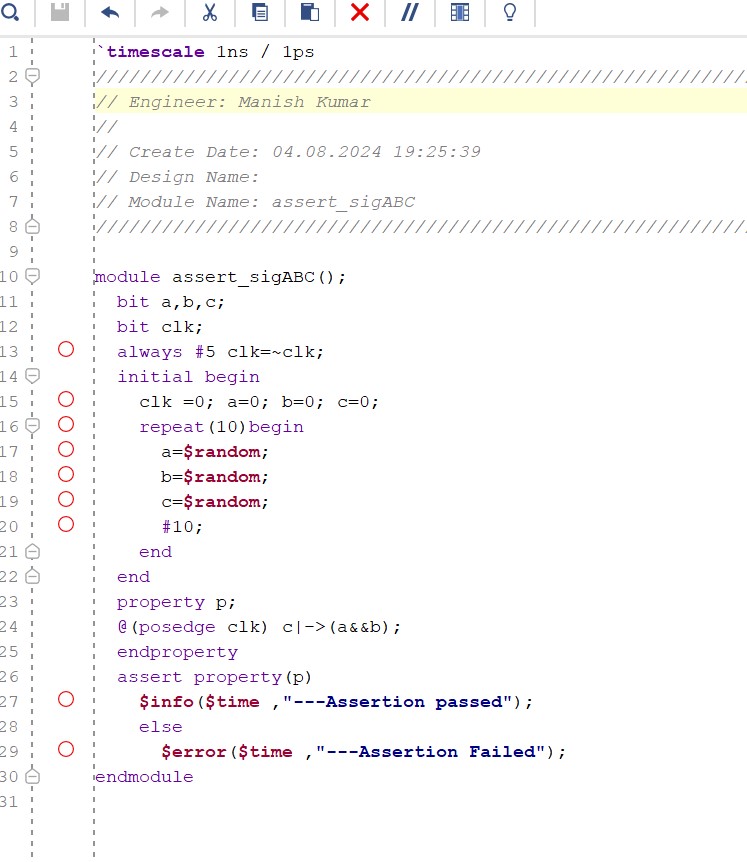 1 `timescale 1ns / 1ps
2 ///////////////////////////////////////////////////////////
3 // Engineer: Manish Kumar
4 //
5 // Create Date: 04.08.2024 19:25:39
6 // Design Name:
7 // Module Name: assert_sigABC
8 ///////////////////////////////////////////////////////////
9
10 module assert_sigABC();
11 bit a,b,c;
12 bit clk;
13 always #5 clk=~clk;
14 initial begin
15 clk =0; a=0; b=0; c=0;
16 repeat(10)begin
17 a=$random;
18 b=$random;
19 c=$random;
20 #10;
21 end
22 end
23 property p;
24 @(posedge clk) c|->(a&&b);
25 endproperty
26 assert property(p)
27 $info($time ,"---Assertion passed");
28 else
29 $error($time ,"---Assertion Failed");
30 endmodule
31